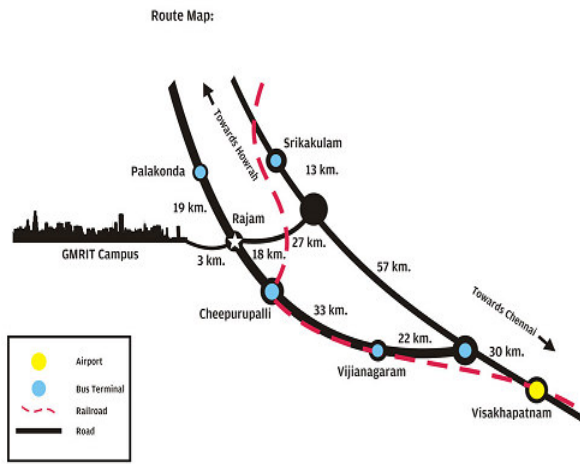 Route Map:
Towards Howrah
Srikakulam
13 km.
Palakonda
19 km.
Rajam
GMRIT Campus
3 km.
18 km.
27 km.
57 km.
Cheepurupalli
33 km.
Towards Chennai
22 km.
30 km.
Vijianagaram
Visakhapatnam
Airport
Bus Terminal
Railroad
Road